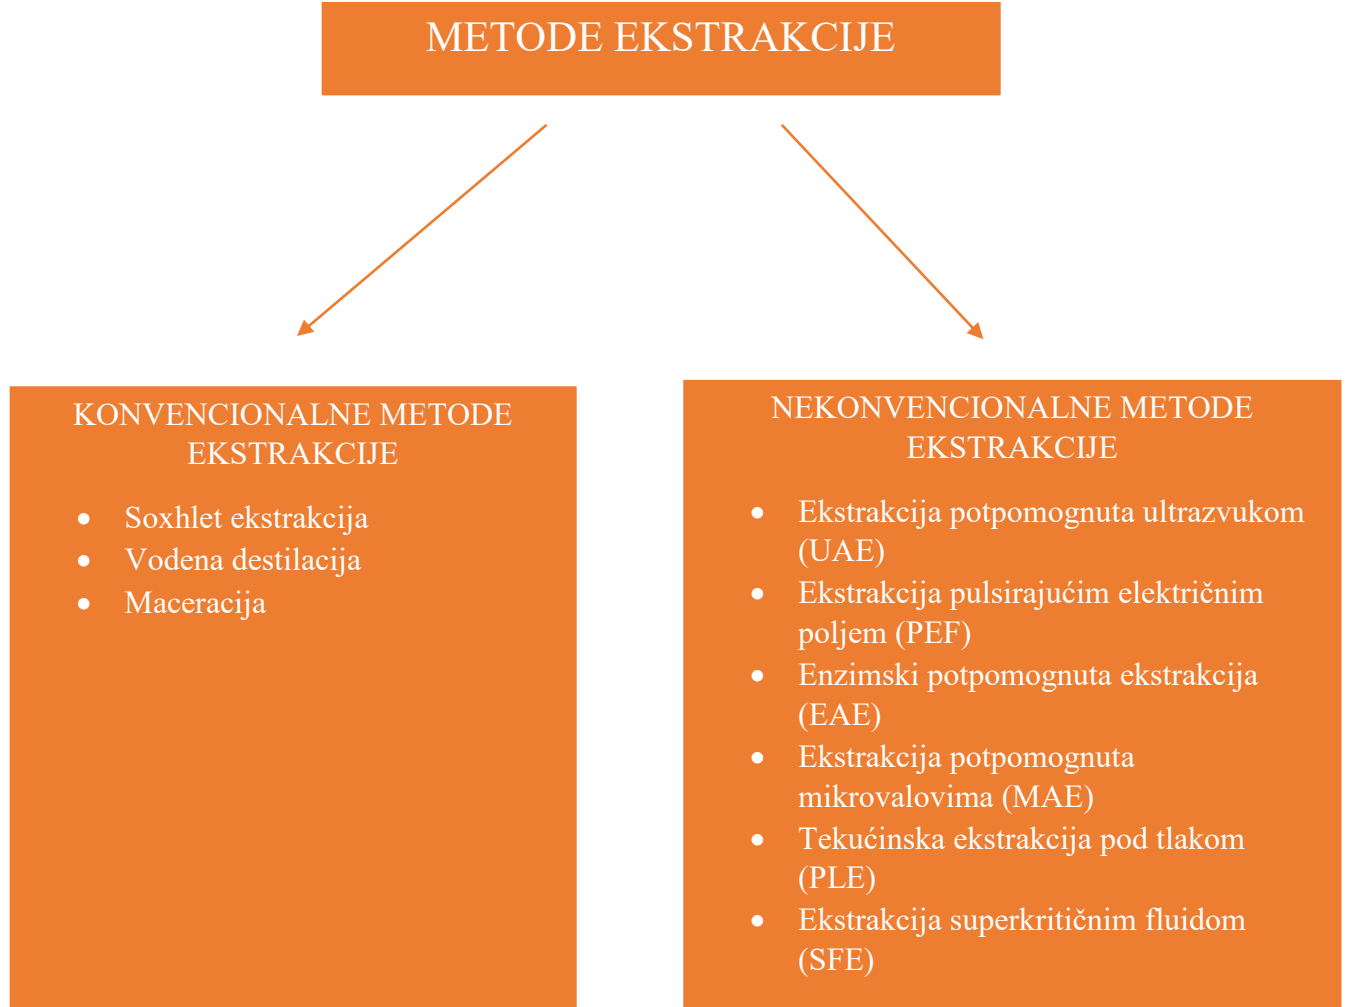 METODE EKSTRAKCIJE
KONVENCIONALNE METODE
EKSTRAKCIJE
• Soxhlet ekstrakcija
• Vodena destilacija
• Maceracija
NEKONVENCIONALNE METODE
EKSTRAKCIJE
• Ekstrakcija potpomognuta ultrazvukom
(UAE)
• Ekstrakcija pulsirajućim električnim
poljem (PEF)
• Enzimski potpomognuta ekstrakcija
(EAE)
• Ekstrakcija potpomognuta
mikrovalovima (MAE)
• Tekućinska ekstrakcija pod tlakom
(PLE)
• Ekstrakcija superkritičnim fluidom
(SFE)